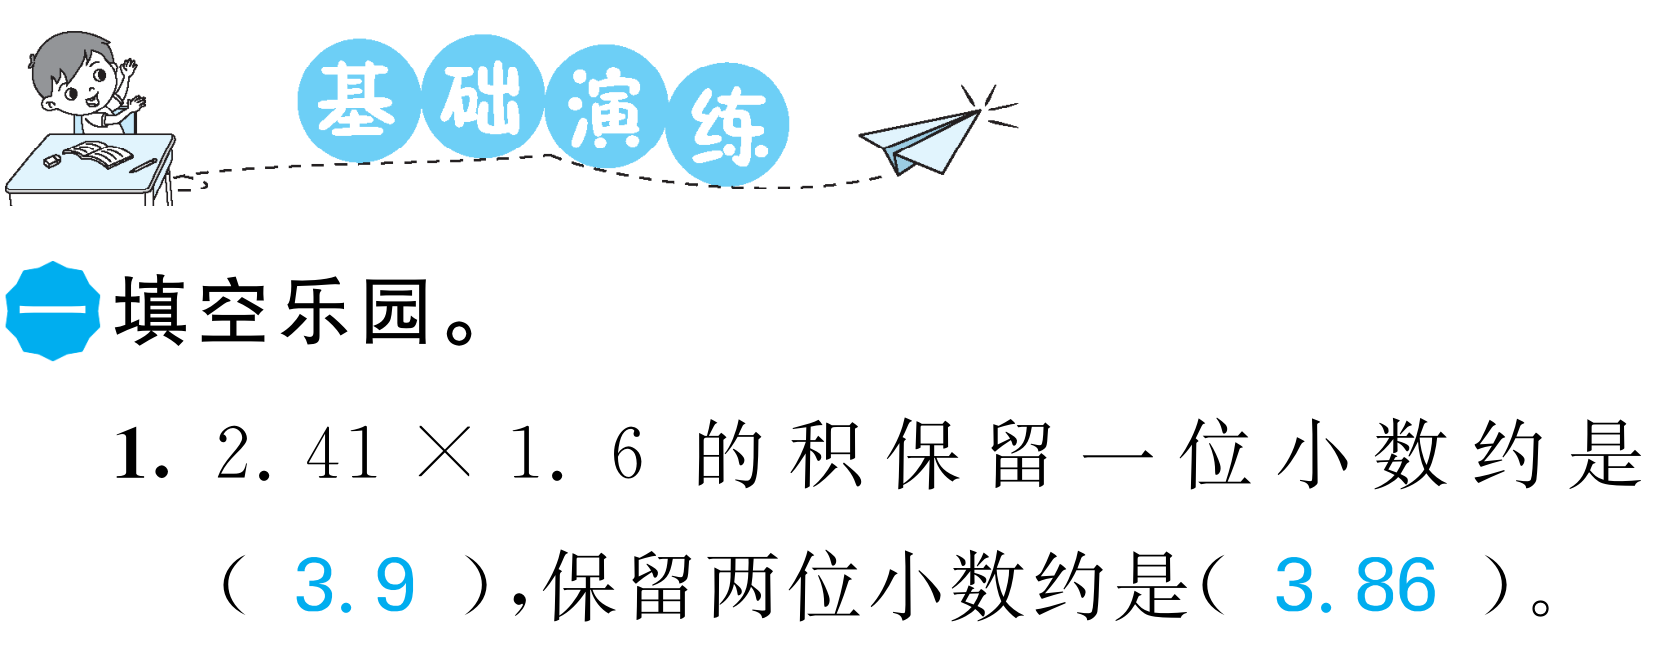 基础演练
一 填空乐园。
1. 2.41×1.6 的积保留一位小数约是
( 3.9 ),保留两位小数约是( 3.86 )。